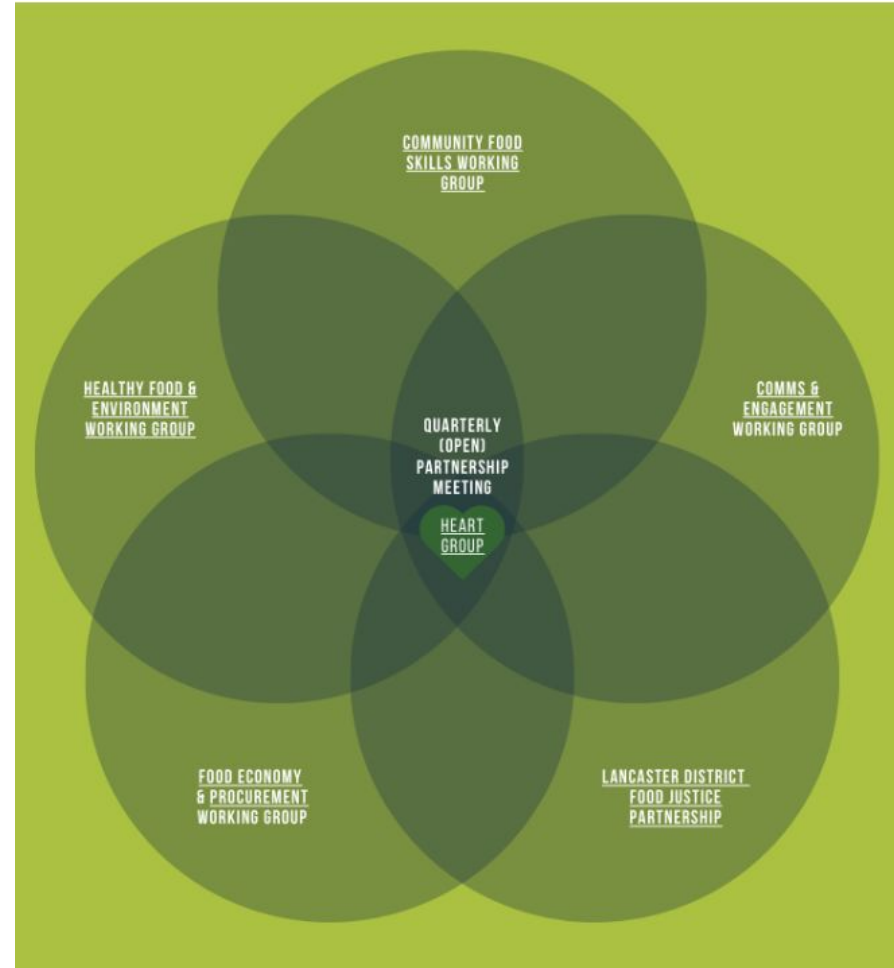 COMMUNITY FOOD
SKILLS WORKING
GROUP
HEALTHY FOOD &
ENVIRONMENT
WORKING GROUP
COMMS &
ENGAGEMENT
WORKING GROUP
QUARTERLY
(OPEN)
PARTNERSHIP
MEETING
HEART
GROUP
FOOD ECONOMY
& PROCUREMENT
WORKING GROUP
LANCASTER DISTRICT
FOOD JUSTICE
PARTNERSHIP